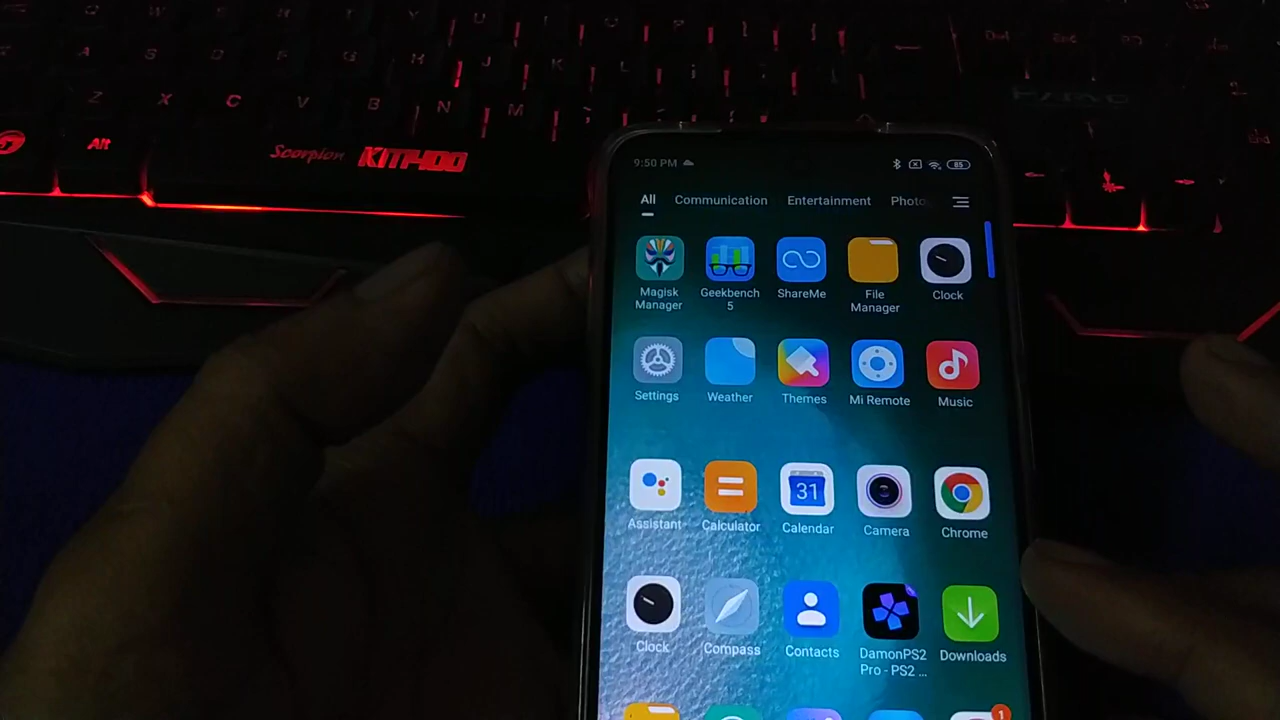 Q W E R T Y U I O P
A S D F G H J K L
Z X C V B N M
Alt
Scorpion KM400
9:50 PM 85
All Communication Entertainment Photo
Magisk Manager Geekbench 5 ShareMe File Manager Clock
Settings Weather Themes Mi Remote Music
Assistant Calculator 31 Calendar Camera Chrome
Clock Compass Contacts DamonPS2 Pro - PS2 ... Downloads
1